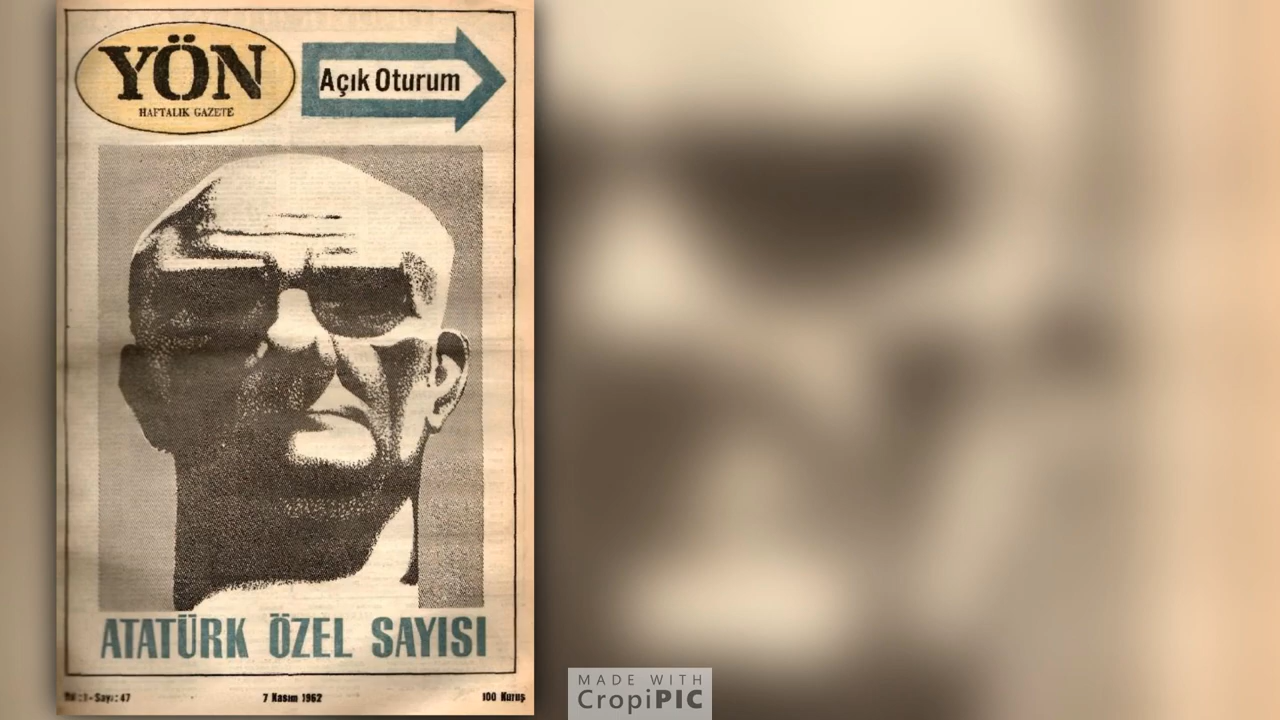 YÖN
HAFTALIK GAZETE
Açık Oturum
ATATÜRK ÖZEL SAYISI
Sayı: 47
7 Kasım 1962
100 Kuruş
MADE WITH
CropiPIC